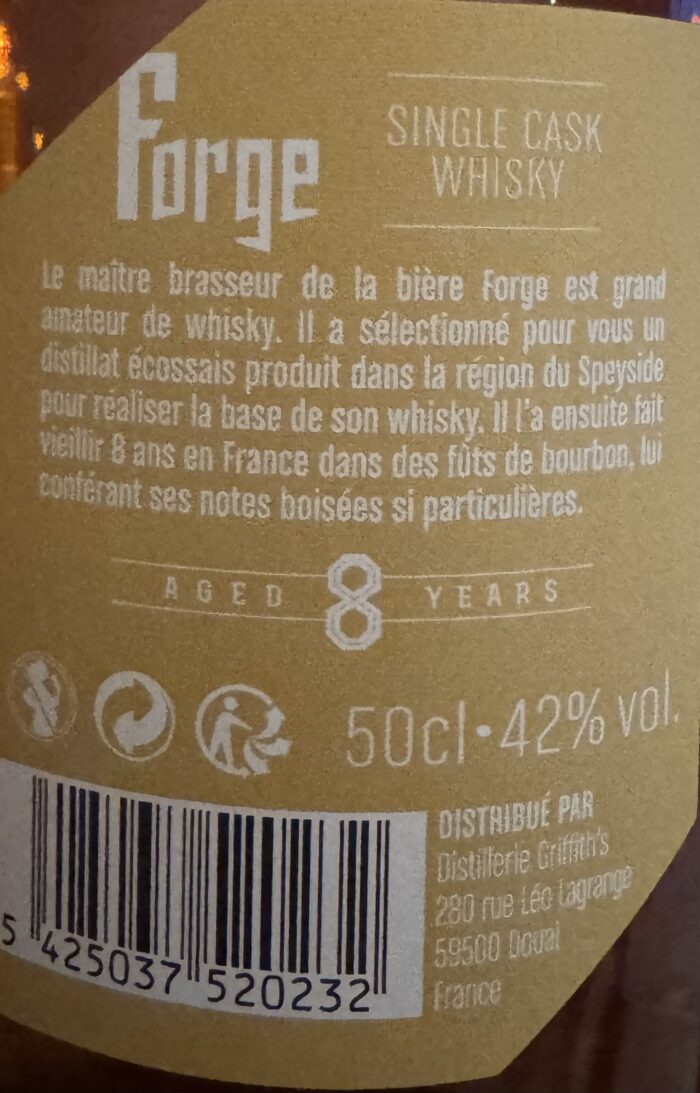 Forge
SINGLE CASK
WHISKY
Le maître brasseur de la bière Forge est grand
amateur de whisky. Il a sélectionné pour vous un
distillat écossais produit dans la région du Speyside
pour réaliser la base de son whisky. Il l'a ensuite fait
vieillir 8 ans en France dans des fûts de bourbon, lui
conférant ses notes boisées si particulières.
AGED 8 YEARS
50cl•42% vol.
DISTRIBUÉ PAR
Distillerie Griffith's
280 rue Léo Lagrange
59500 Douai
France
5 425037 520232